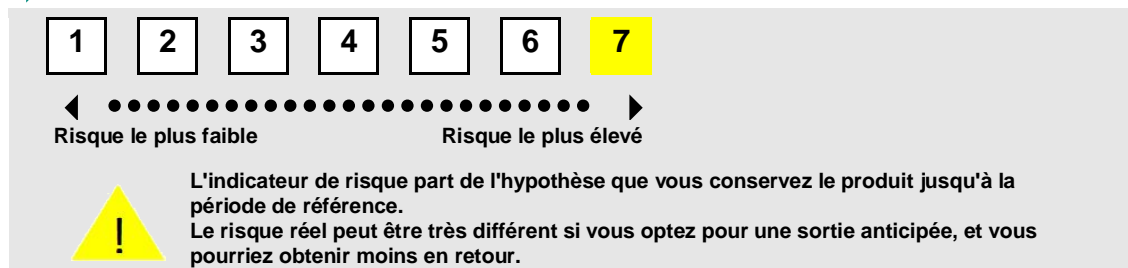 1 2 3 4 5 6 7
Risque le plus faible Risque le plus élevé
L'indicateur de risque part de l'hypothèse que vous conservez le produit jusqu'à la
période de référence.
Le risque réel peut être très différent si vous optez pour une sortie anticipée, et vous
pourriez obtenir moins en retour.
!